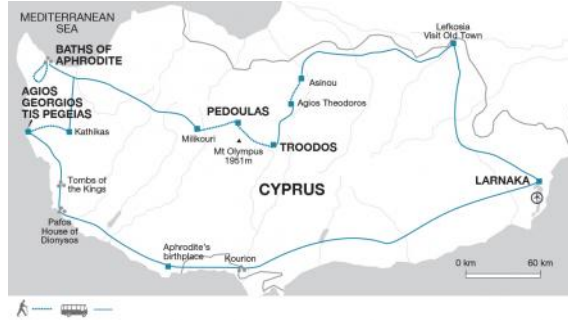 MEDITERRANEAN
SEA
Lefkosia
Visit Old Town
BATHS OF
APHRODITE
AGIOS
GEORGIOS
TIS PEGEIAS
Kathikas
Asinou
Agios Theodoros
PEDOULAS
Milikouri
Mt Olympus
1951m
TROODOS
CYPRUS
LARNAKA
Tombs of
the Kings
Pafos
House of
Dionysos
Aphrodite's
birthplace
Kourion
0 km
60 km